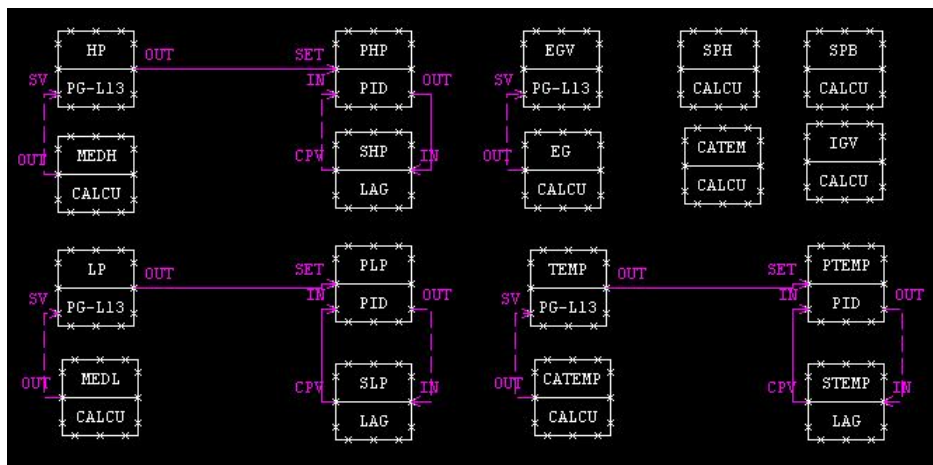 HP
OUT
SET
PHP
EGV
SPH
SPB
SV
PG-L13
IN
PID
OUT
SV
PG-L13
CALCU
CALCU
OUT
MEDH
CPV
SHP
IN
OUT
EG
CATEM
IGV
CALCU
LAG
CALCU
CALCU
CALCU
LP
OUT
SET
PLP
TEMP
OUT
SET
PTEMP
SV
PG-L13
IN
PID
OUT
SV
PG-L13
IN
PID
OUT
OUT
MEDL
CPV
SLP
IN
OUT
CATEMP
CPV
STEMP
IN
CALCU
LAG
CALCU
LAG